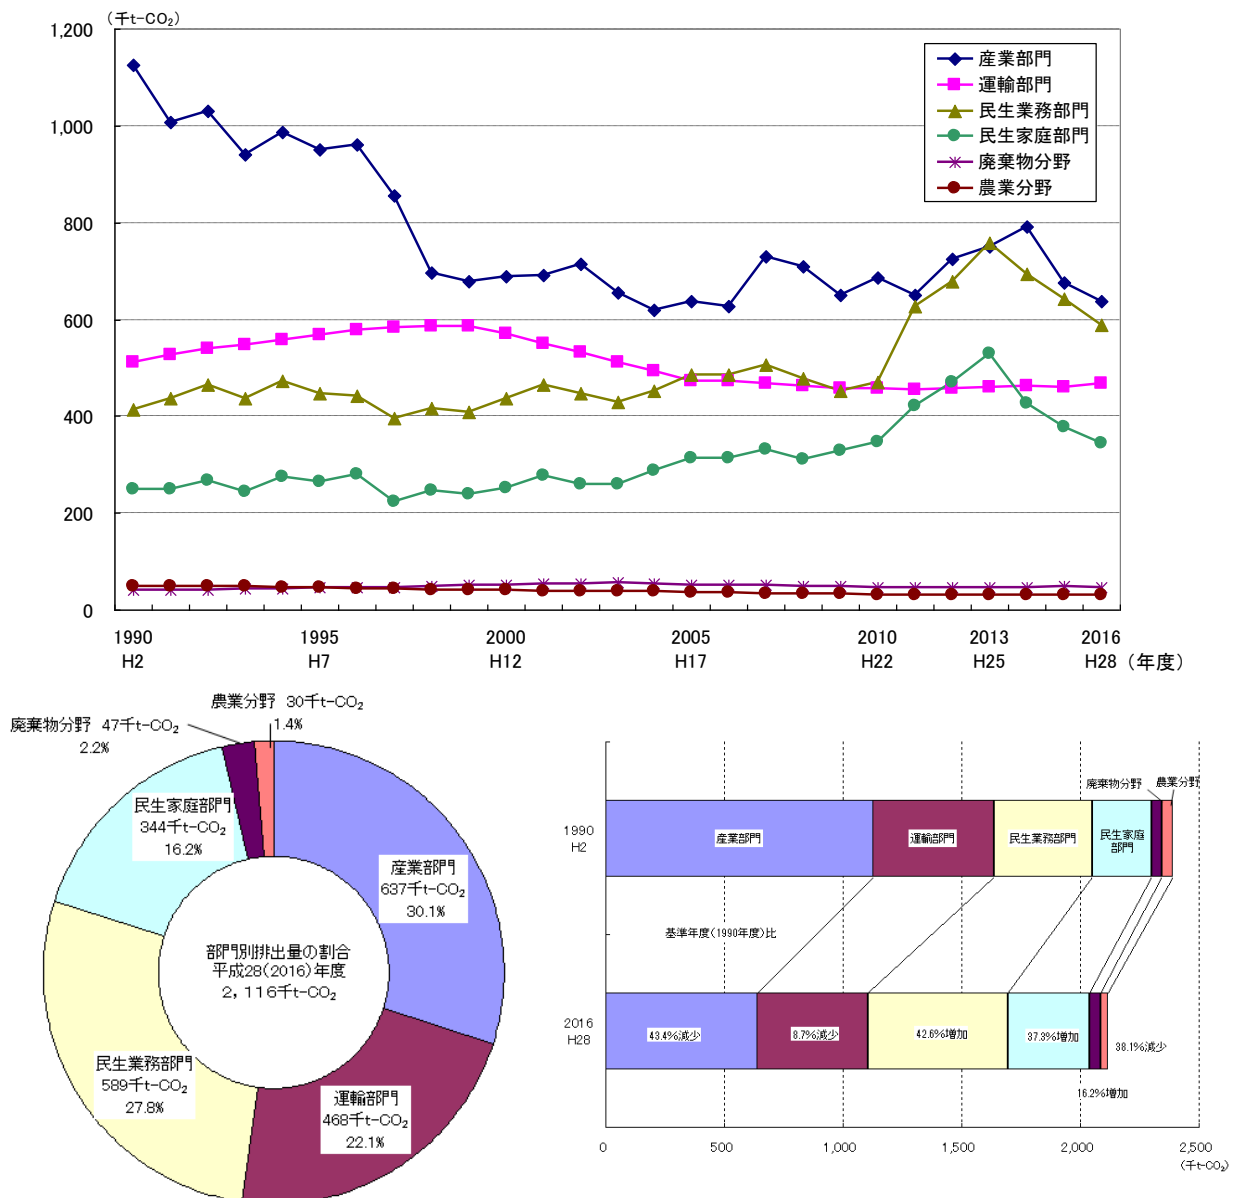 （千t-CO₂）
1,200
1,000
800
600
400
200
0
産業部門
運輸部門
民生業務部門
民生家庭部門
廃棄物分野
農業分野
1990 1995 2000 2005 2010 2013 2016
H2 H7 H12 H17 H22 H25 H28 （年度）
農業分野 30千t-CO₂
1.4%
廃棄物分野 47千t-CO₂
2.2%
民生家庭部門
344千t-CO₂
16.2%
産業部門
637千t-CO₂
30.1%
部門別排出量の割合
平成28(2016)年度
2，116千t-CO₂
民生業務部門
589千t-CO₂
27.8%
運輸部門
468千t-CO₂
22.1%
廃棄物分野 農業分野
1990
H2
産業部門 運輸部門 民生業務部門 民生家庭
部門
基準年度(1990年度)比
2016
H28
43.4%減少 8.7%減少 42.6%増加 37.3%増加 38.1%減少
16.2%増加
0 500 1,000 1,500 2,000 2,500
(千t-CO₂)